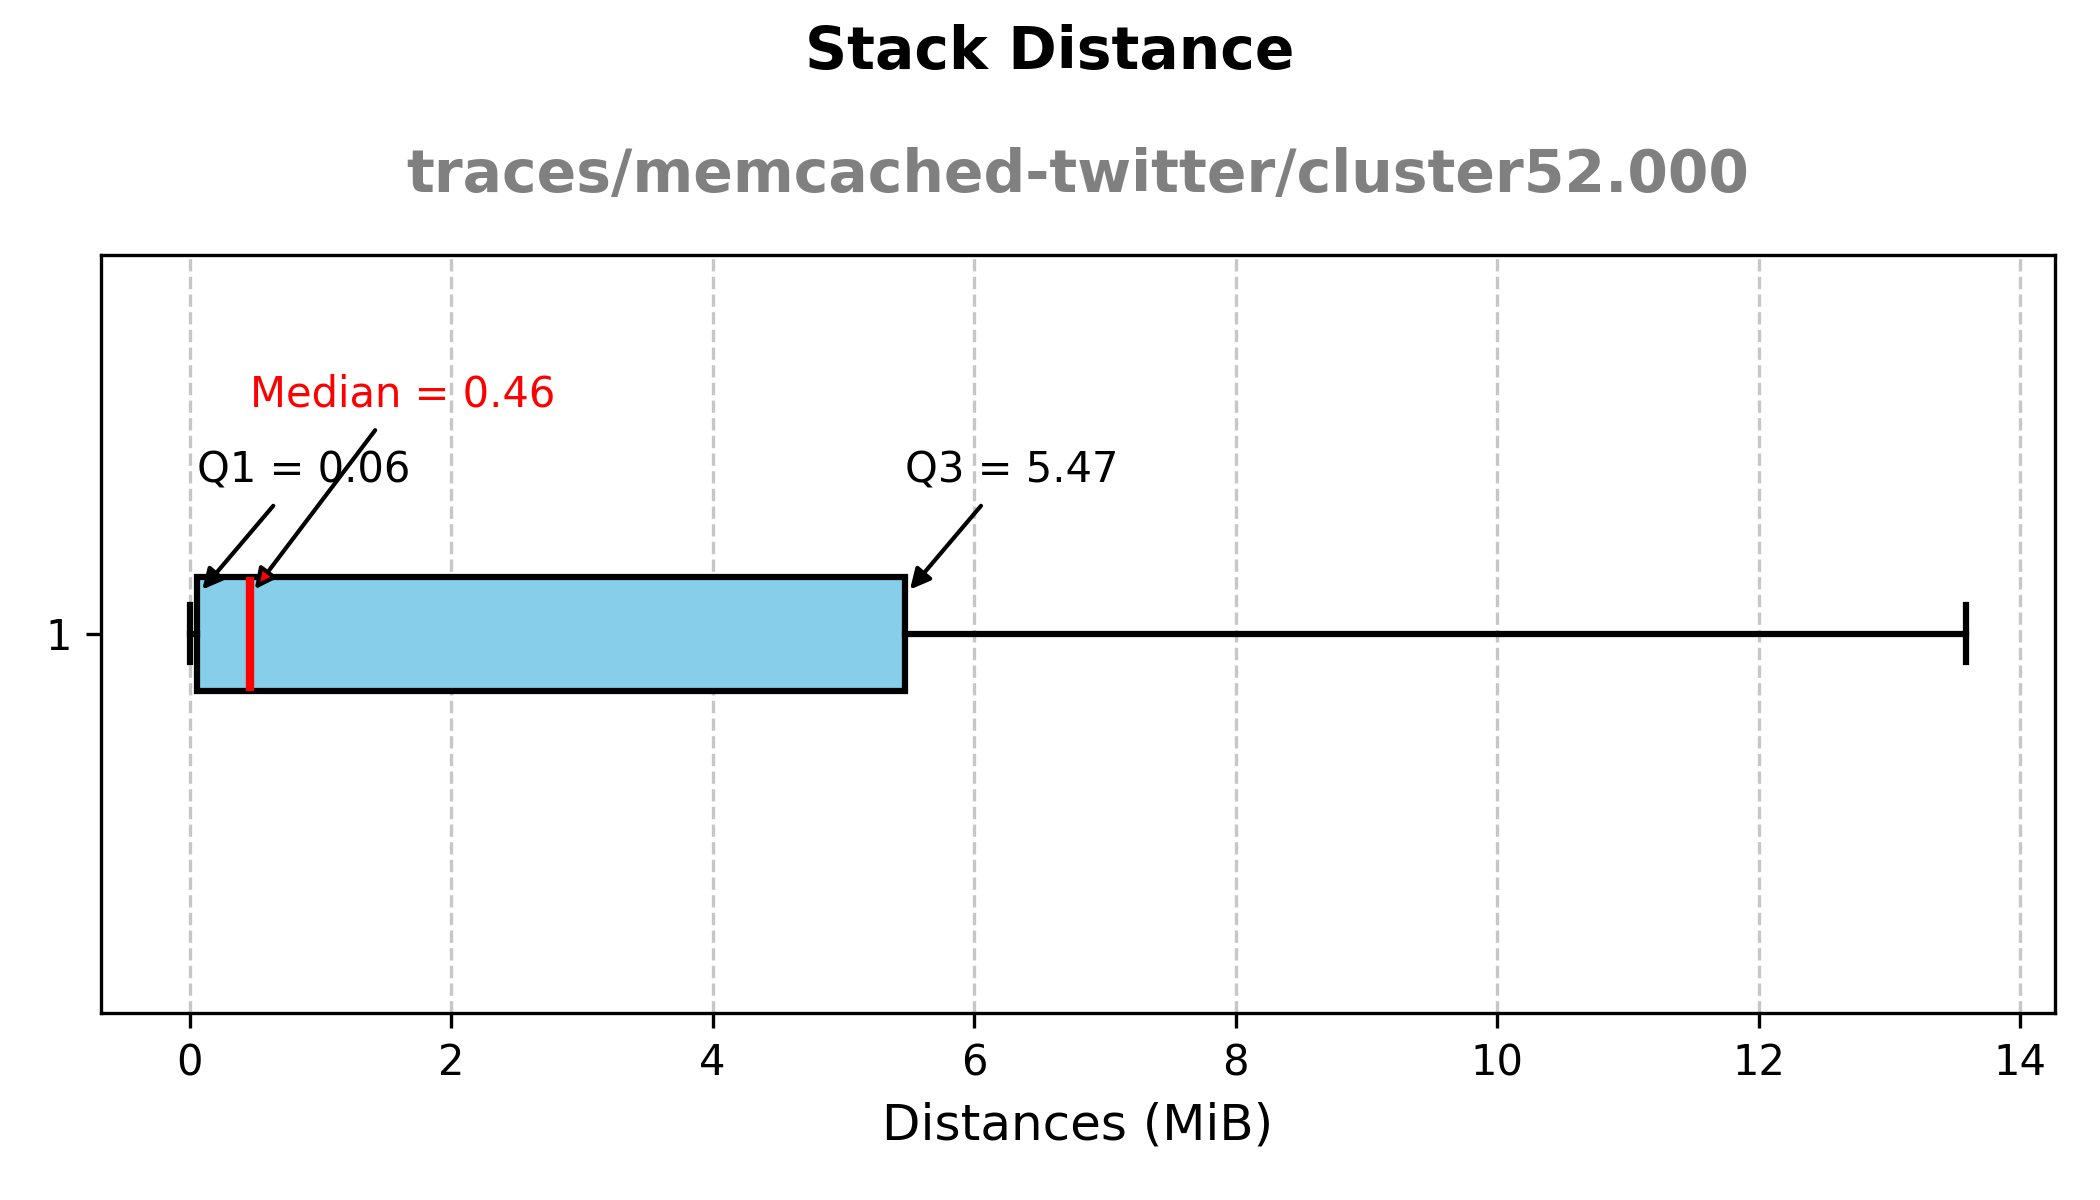 Stack Distance
traces/memcached-twitter/cluster52.000
Median = 0.46
Q1 = 0.06
Q3 = 5.47
1
0 2 4 6 8 10 12 14
Distances (MiB)